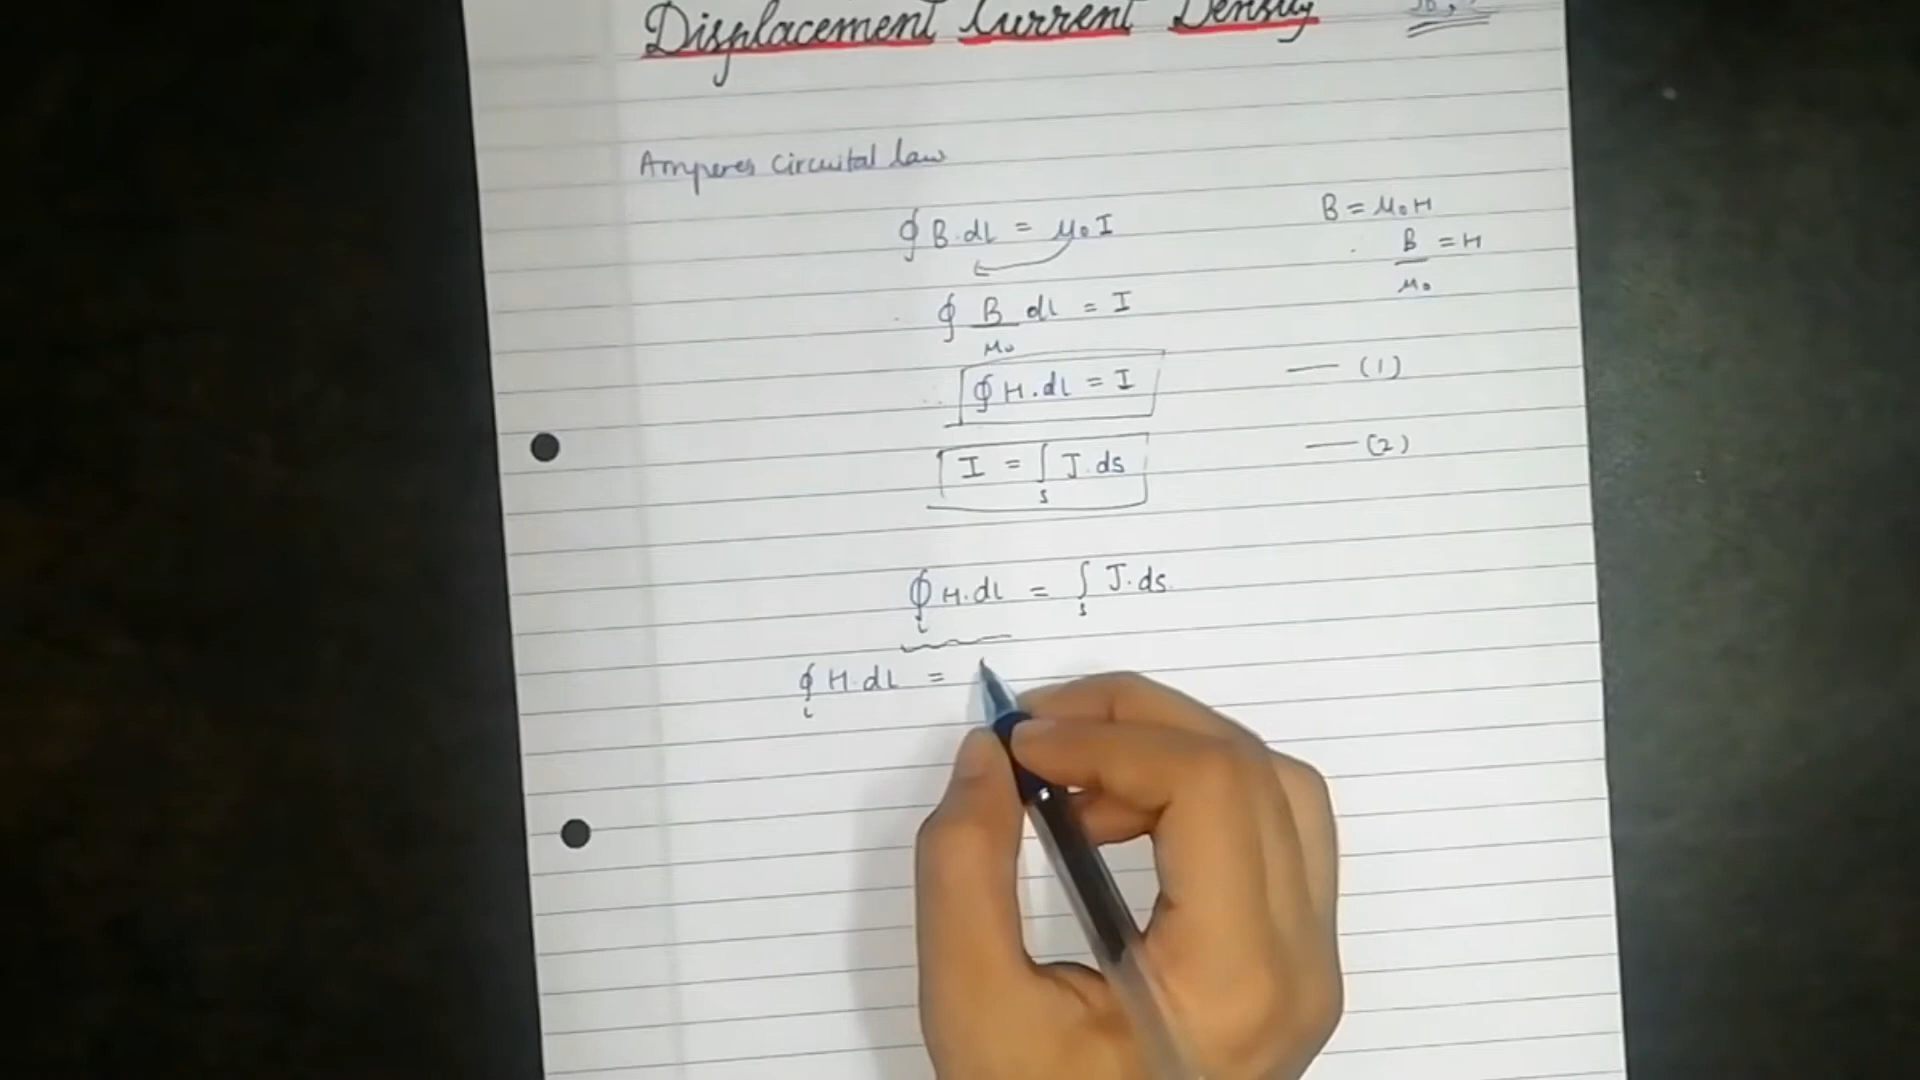 Displacement Current Density
Amperes Circuital Law
∮ B.dl = μ₀I
B = μ₀H
B/μ₀ = H
∮ B/μ₀ dl = I
∮ H.dl = I — (1)
I = ∫s J.ds — (2)
∮l H.dl = ∫s J.ds
∮l H.dl =